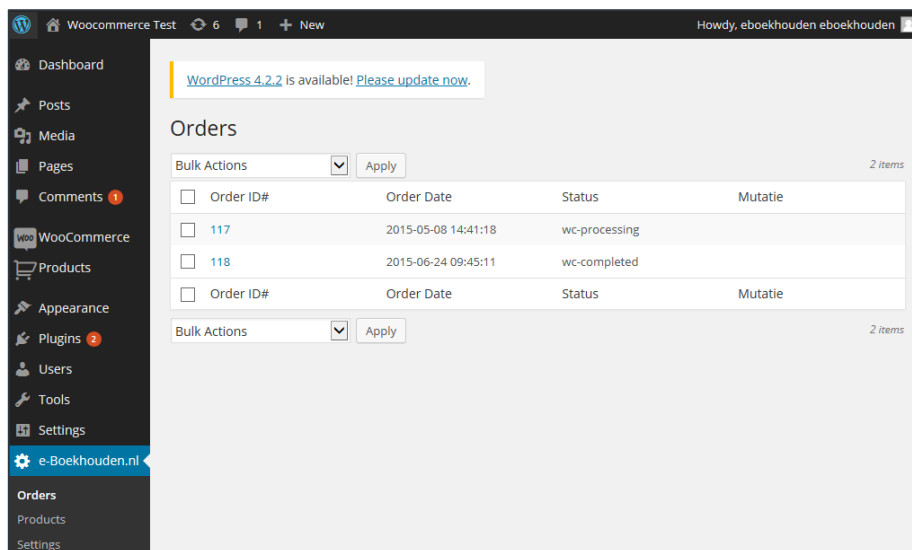 Woocommerce Test 6 1 + New Howdy, eboekhouden eboekhouden
Dashboard
Posts
Media
Pages
Comments 1
WOO WooCommerce
Products
Appearance
Plugins 2
Users
Tools
Settings
e-Boekhouden.nl
Orders
Products
Settings
WordPress 4.2.2 is available! Please update now.
Orders
Bulk Actions Apply 2 items
Order ID# Order Date Status Mutatie
117 2015-05-08 14:41:18 wc-processing
118 2015-06-24 09:45:11 wc-completed
Order ID# Order Date Status Mutatie
Bulk Actions Apply 2 items